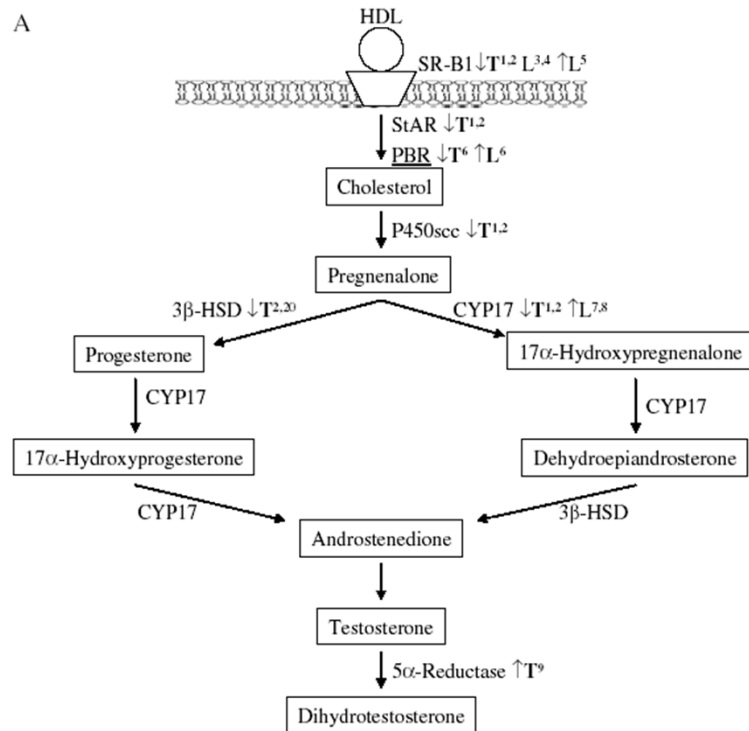 A
HDL
SR-B1↓T¹,² L³,⁴ ↑L⁵
StAR ↓T¹,²
PBR ↓T⁶ ↑L⁶
Cholesterol
P450scc ↓T¹,²
Pregnenalone
3β-HSD ↓T²,²⁰
CYP17 ↓T¹,² ↑L⁷,⁸
Progesterone
17α-Hydroxypregnenalone
CYP17
CYP17
17α-Hydroxyprogesterone
Dehydroepiandrosterone
CYP17
3β-HSD
Androstenedione
Testosterone
5α-Reductase ↑T⁹
Dihydrotestosterone